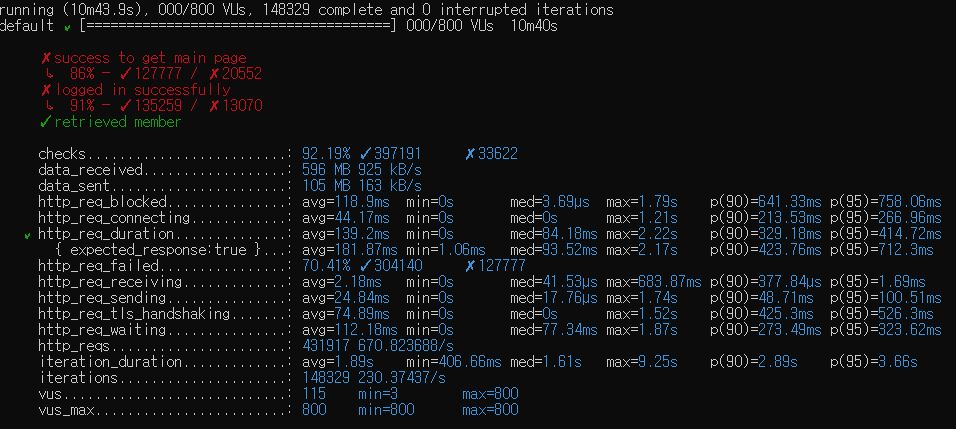 running (10m43.9s), 000/800 VUs, 148329 complete and 0 interrupted iterations
default ✓ [======================================] 000/800 VUs  10m40s
✗ success to get main page
↳  86% — ✓ 127777 / ✗ 20552
✗ logged in successfully
↳  91% — ✓ 135259 / ✗ 13070
✓ retrieved member
checks.........................: 92.19% ✓ 397191 ✗ 33622
data_received..................: 596 MB 925 kB/s
data_sent......................: 105 MB 163 kB/s
http_req_blocked...............: avg=118.9ms min=0s med=3.69µs max=1.79s p(90)=641.33ms p(95)=758.06ms
http_req_connecting............: avg=44.17ms min=0s med=0s max=1.21s p(90)=213.53ms p(95)=266.96ms
✓ http_req_duration..............: avg=139.2ms min=0s med=84.18ms max=2.22s p(90)=329.18ms p(95)=414.72ms
{ expected_response:true }...: avg=181.87ms min=1.06ms med=93.52ms max=2.17s p(90)=423.76ms p(95)=712.3ms
http_req_failed................: 70.41% ✓ 304140 ✗ 127777
http_req_receiving.............: avg=2.18ms min=0s med=41.53µs max=683.87ms p(90)=377.84µs p(95)=1.69ms
http_req_sending...............: avg=24.84ms min=0s med=17.76µs max=1.74s p(90)=48.71ms p(95)=100.51ms
http_req_tls_handshaking.......: avg=74.89ms min=0s med=0s max=1.52s p(90)=425.3ms p(95)=526.3ms
http_req_waiting...............: avg=112.18ms min=0s med=77.34ms max=1.87s p(90)=273.49ms p(95)=323.62ms
http_reqs......................: 431917 670.823688/s
iteration_duration.............: avg=1.89s min=406.66ms med=1.61s max=9.25s p(90)=2.89s p(95)=3.66s
iterations.....................: 148329 230.37437/s
vus............................: 115 min=3 max=800
vus_max........................: 800 min=800 max=800